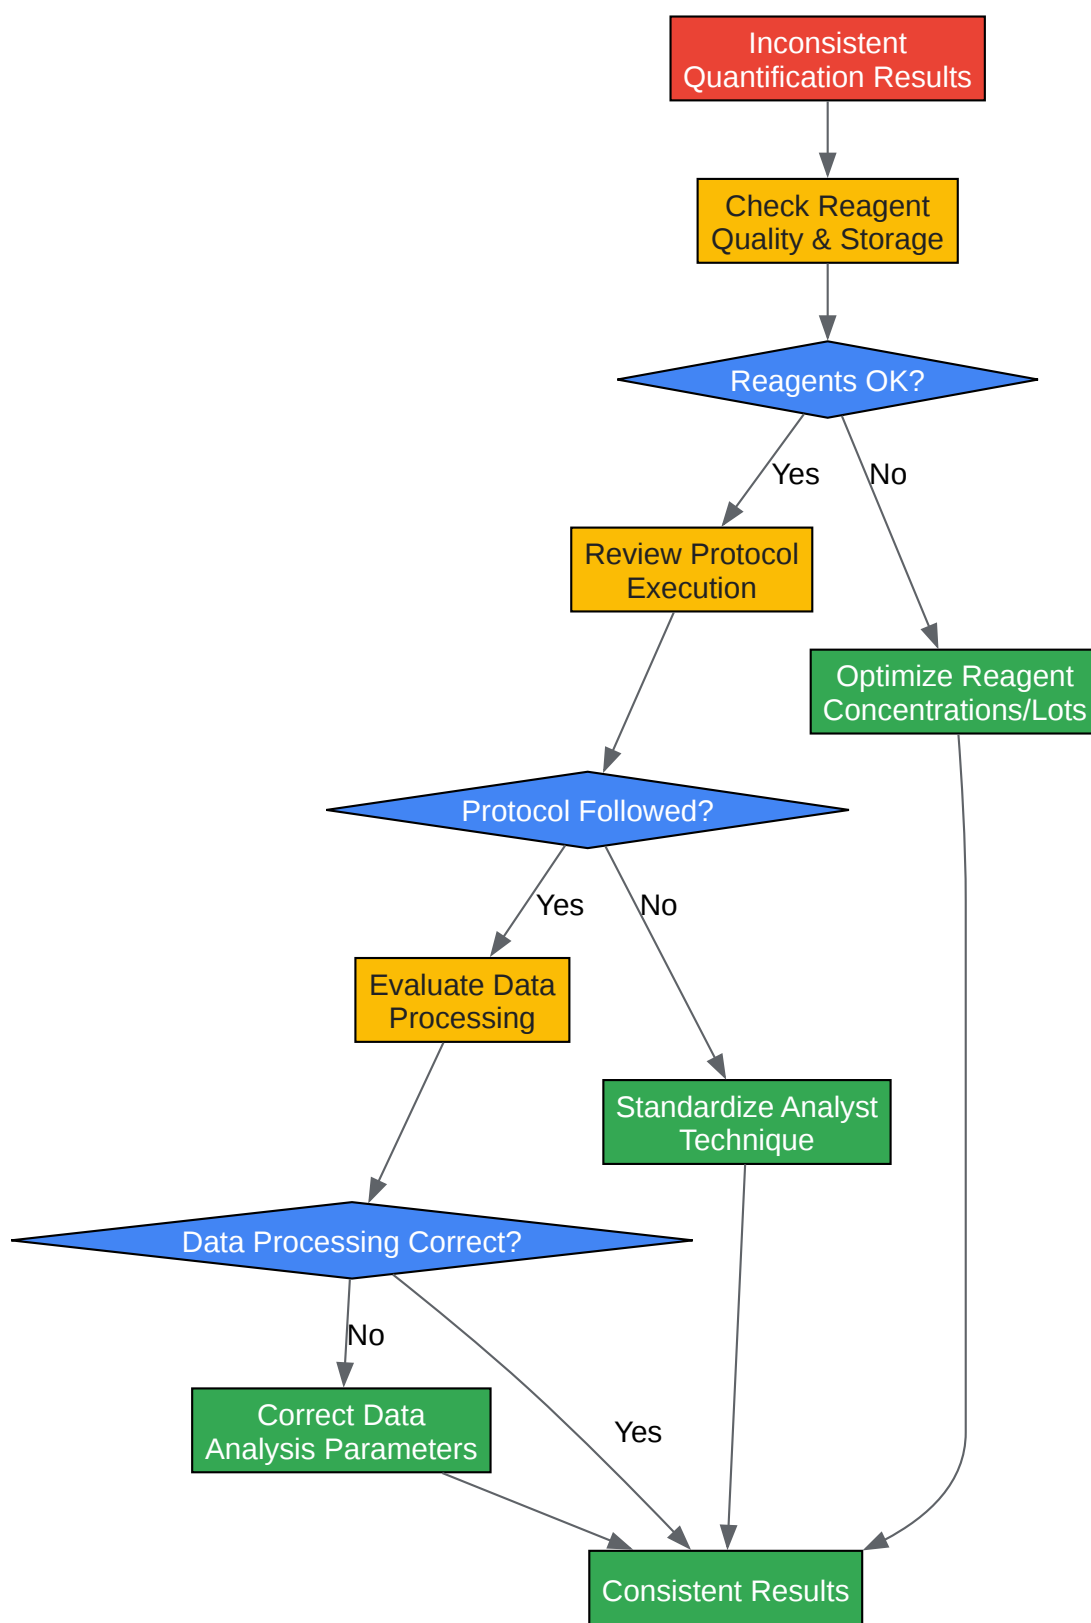 Inconsistent
Quantification Results
Check Reagent
Quality & Storage
Reagents OK?
Yes
No
Review Protocol
Execution
Optimize Reagent
Concentrations/Lots
Protocol Followed?
Yes
No
Evaluate Data
Processing
Standardize Analyst
Technique
Data Processing Correct?
No
Correct Data
Analysis Parameters
Yes
Consistent Results